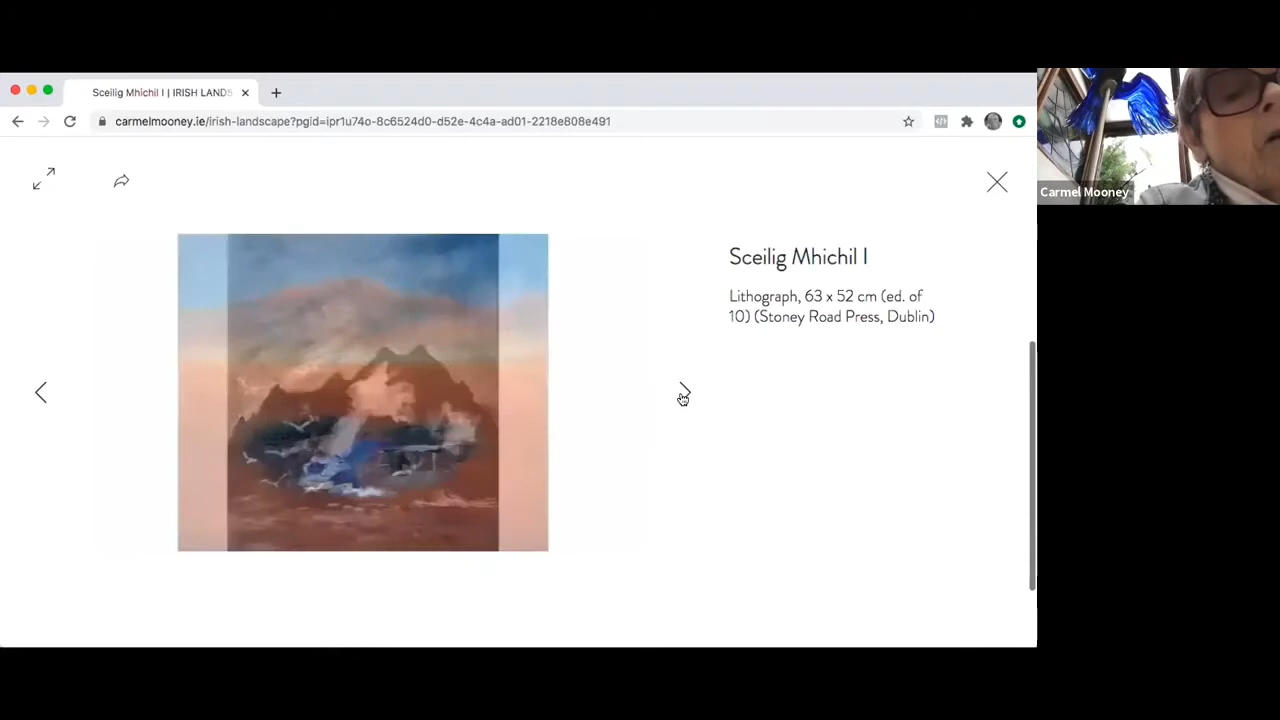 Sceilig Mhichil I | IRISH LANDS
carmelmooney.ie/irish-landscape?pgid=ipr1u74o-8c6524d0-d52e-4c4a-ad01-2218e808e491
Carmel Mooney
Sceilig Mhichil I
Lithograph, 63 x 52 cm (ed. of
10) (Stoney Road Press, Dublin)